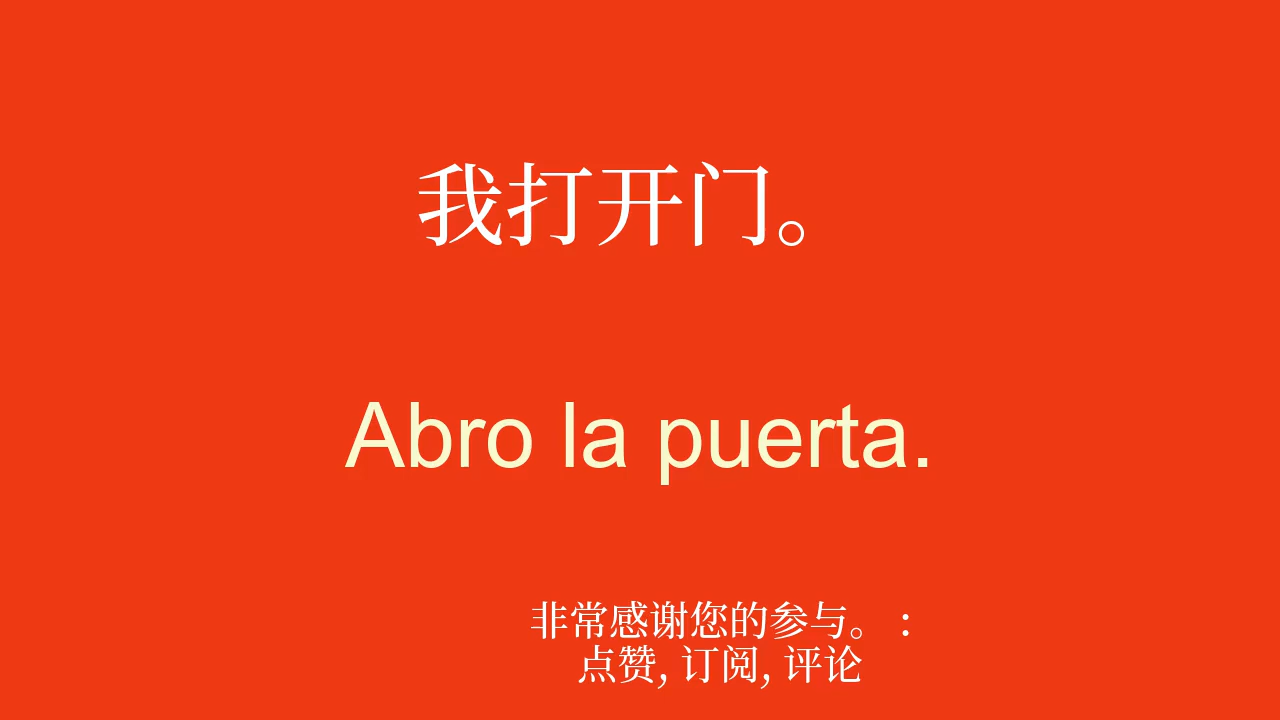 我打开门。
Abro la puerta.
非常感谢您的参与。 :
点赞, 订阅, 评论